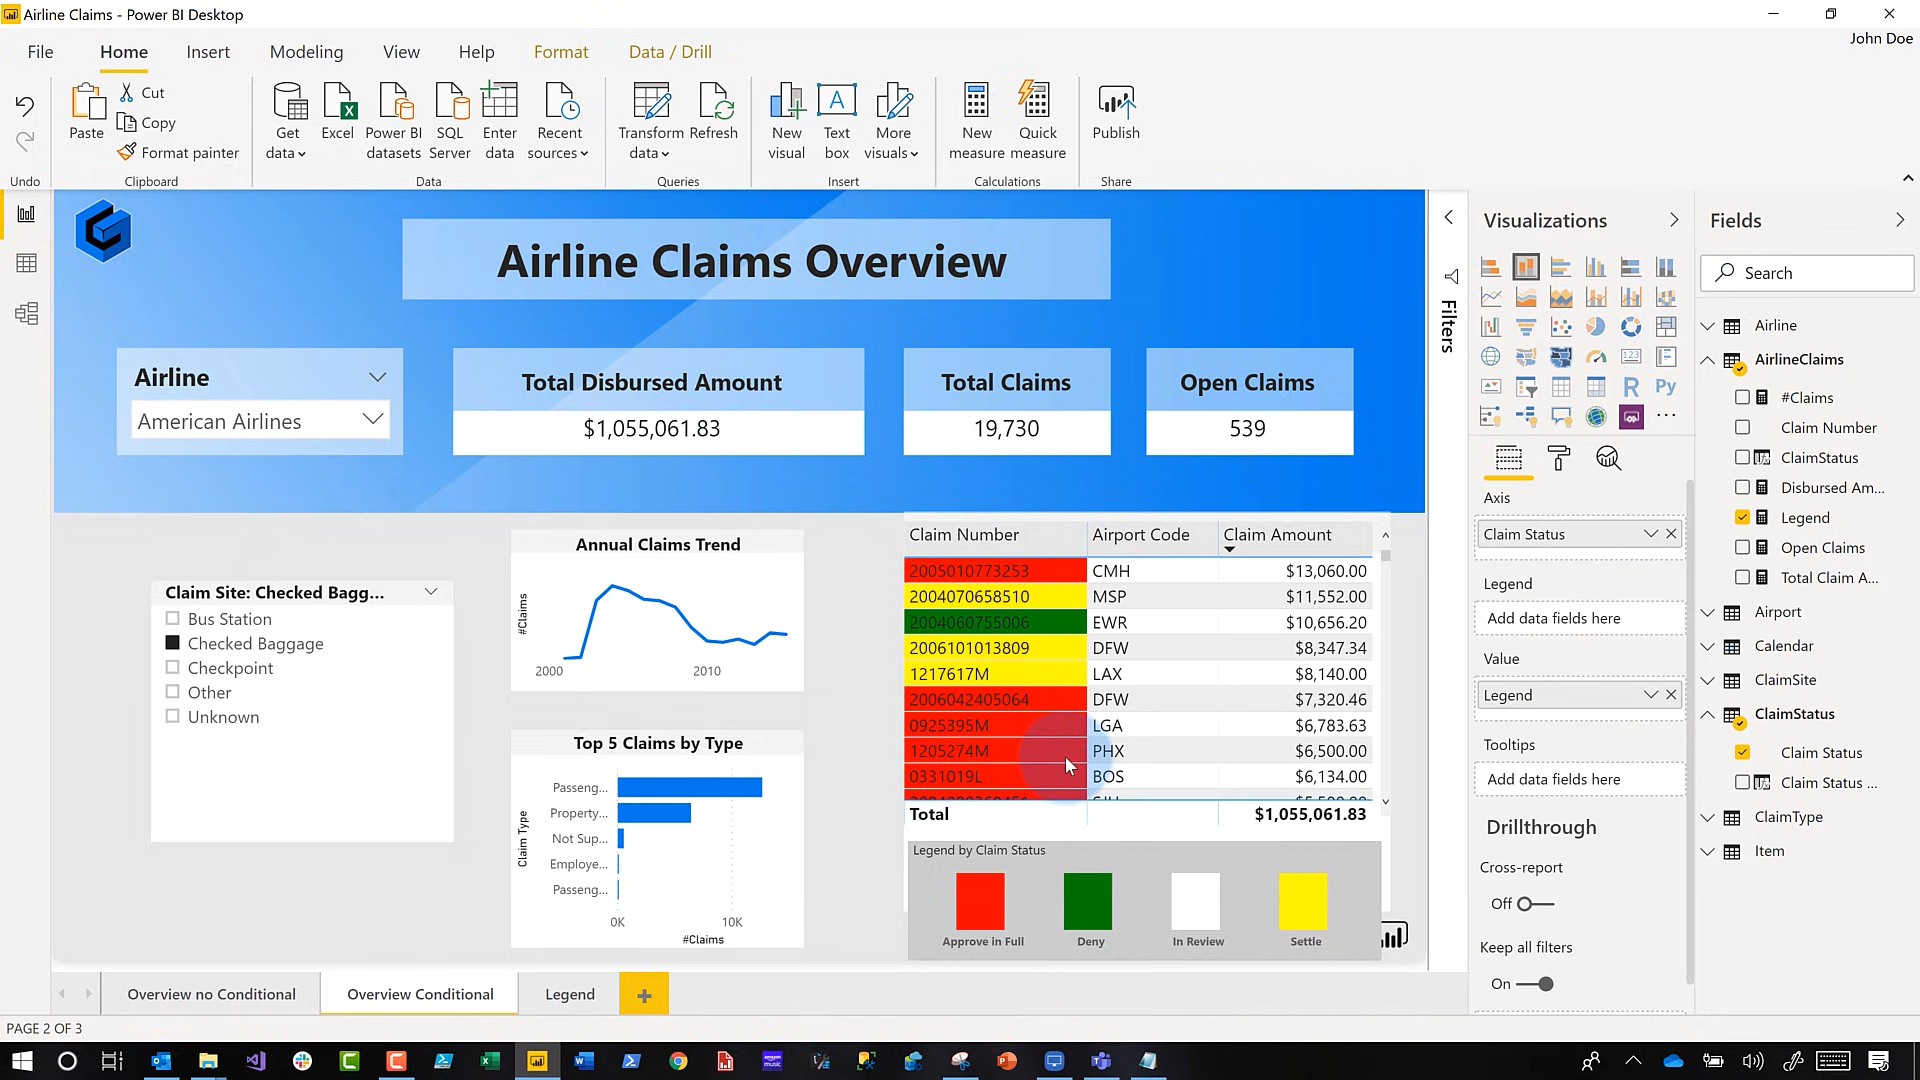 Airline Claims - Power BI Desktop
John Doe
File Home Insert Modeling View Help Format Data / Drill
Undo
Paste
Cut
Copy
Format painter
Clipboard
Get data
Excel
Power BI datasets
SQL Server
Enter data
Recent sources
Data
Transform data
Refresh
Queries
New visual
A
Text box
More visuals
Insert
New measure
Quick measure
Calculations
Publish
Share
Airline Claims Overview
Airline
American Airlines
Total Disbursed Amount
$1,055,061.83
Total Claims
19,730
Open Claims
539
Claim Site: Checked Bagg...
Bus Station
Checked Baggage
Checkpoint
Other
Unknown
Annual Claims Trend
#Claims
2000 2010
Top 5 Claims by Type
Claim Type
Passeng...
Property...
Not Sup...
Employe...
Passeng...
0K 10K
#Claims
Claim Number Airport Code Claim Amount
2005010773253 CMH $13,060.00
2004070658510 MSP $11,552.00
2004060755006 EWR $10,656.20
2006101013809 DFW $8,347.34
1217617M LAX $8,140.00
2006042405064 DFW $7,320.46
0925395M LGA $6,783.63
1205274M PHX $6,500.00
0331019L BOS $6,134.00
Total $1,055,061.83
Legend by Claim Status
Approve in Full Deny In Review Settle
Filters
Visualizations
123
R Py
Axis
Claim Status
Legend
Add data fields here
Value
Legend
Tooltips
Add data fields here
Drillthrough
Cross-report
Off
Keep all filters
On
Fields
Search
Airline
AirlineClaims
#Claims
Claim Number
ClaimStatus
Disbursed Am...
Legend
Open Claims
Total Claim A...
Airport
Calendar
ClaimSite
ClaimStatus
Claim Status
Claim Status ...
ClaimType
Item
Overview no Conditional Overview Conditional Legend
PAGE 2 OF 3